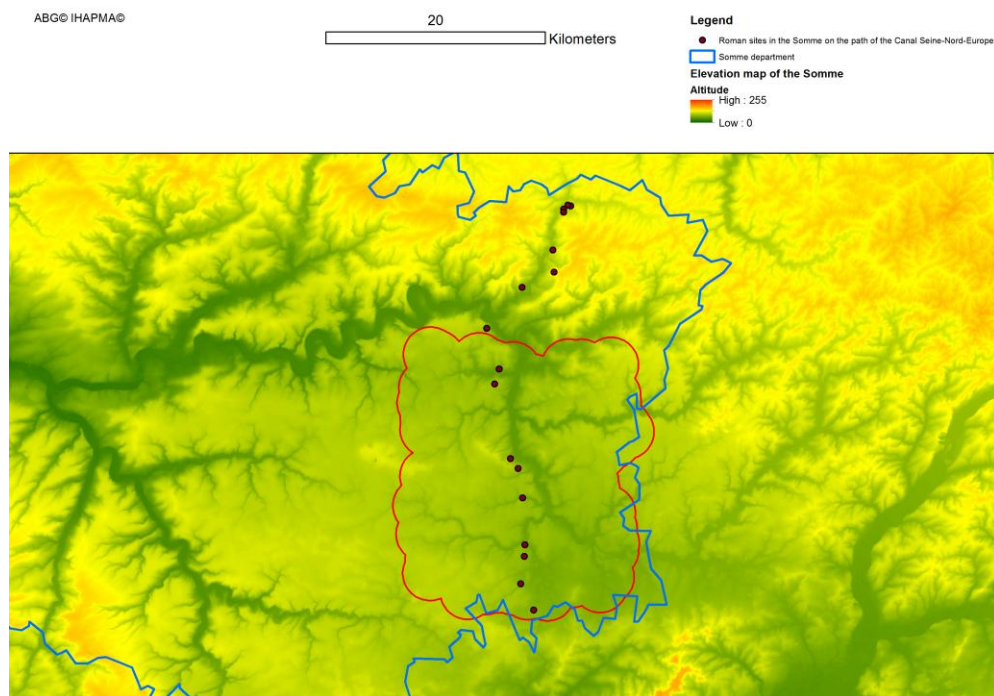 ABG© IHAPMA©
20
Kilometers
Legend
Roman sites in the Somme on the path of the Canal Seine-Nord-Europe
Somme department
Elevation map of the Somme
Altitude
High : 255
Low : 0